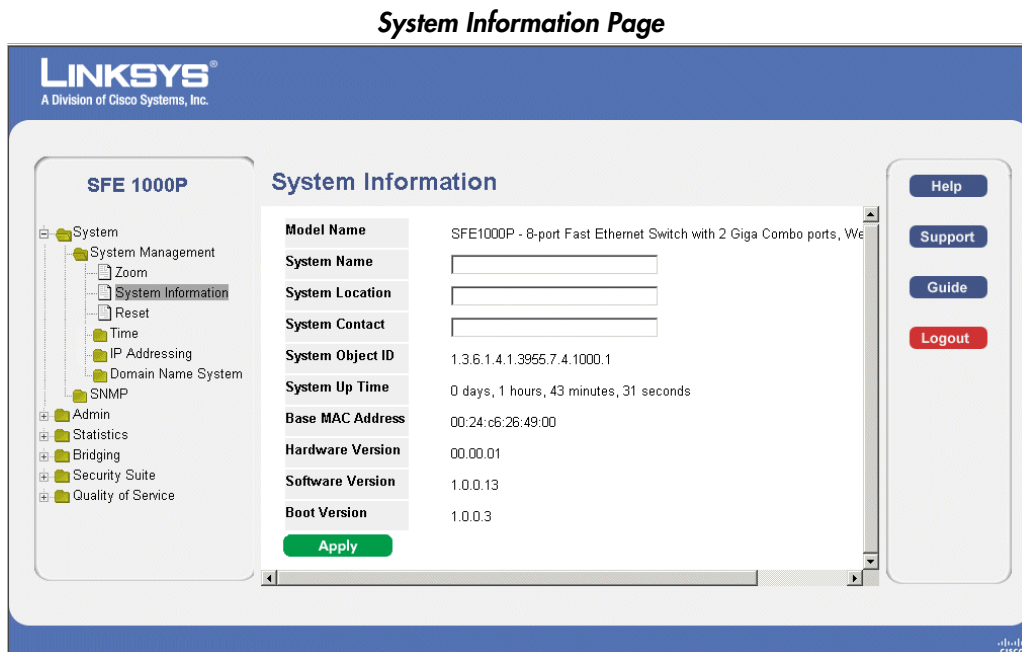 System Information Page
LINKSYS®
A Division of Cisco Systems, Inc.
SFE 1000P
System
System Management
Zoom
System Information
Reset
Time
IP Addressing
Domain Name System
SNMP
Admin
Statistics
Bridging
Security Suite
Quality of Service
System Information
Model Name SFE1000P - 8-port Fast Ethernet Switch with 2 Giga Combo ports, We
System Name
System Location
System Contact
System Object ID 1.3.6.1.4.1.3955.7.4.1000.1
System Up Time 0 days, 1 hours, 43 minutes, 31 seconds
Base MAC Address 00:24:c6:26:49:00
Hardware Version 00.00.01
Software Version 1.0.0.13
Boot Version 1.0.0.3
Apply
Help
Support
Guide
Logout
CISCO